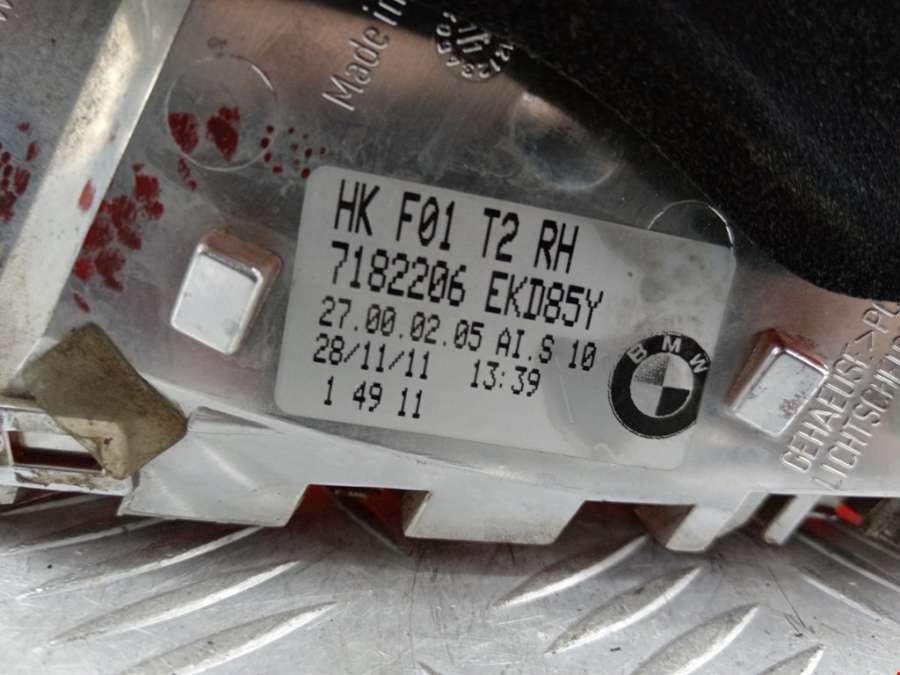 Made in
HK F01 T2 RH
7182206 EKD85Y
27.00.02.05 AI.S 10
28/11/11 13:39
1 49 11
BMW
GEHAEUSE>PC